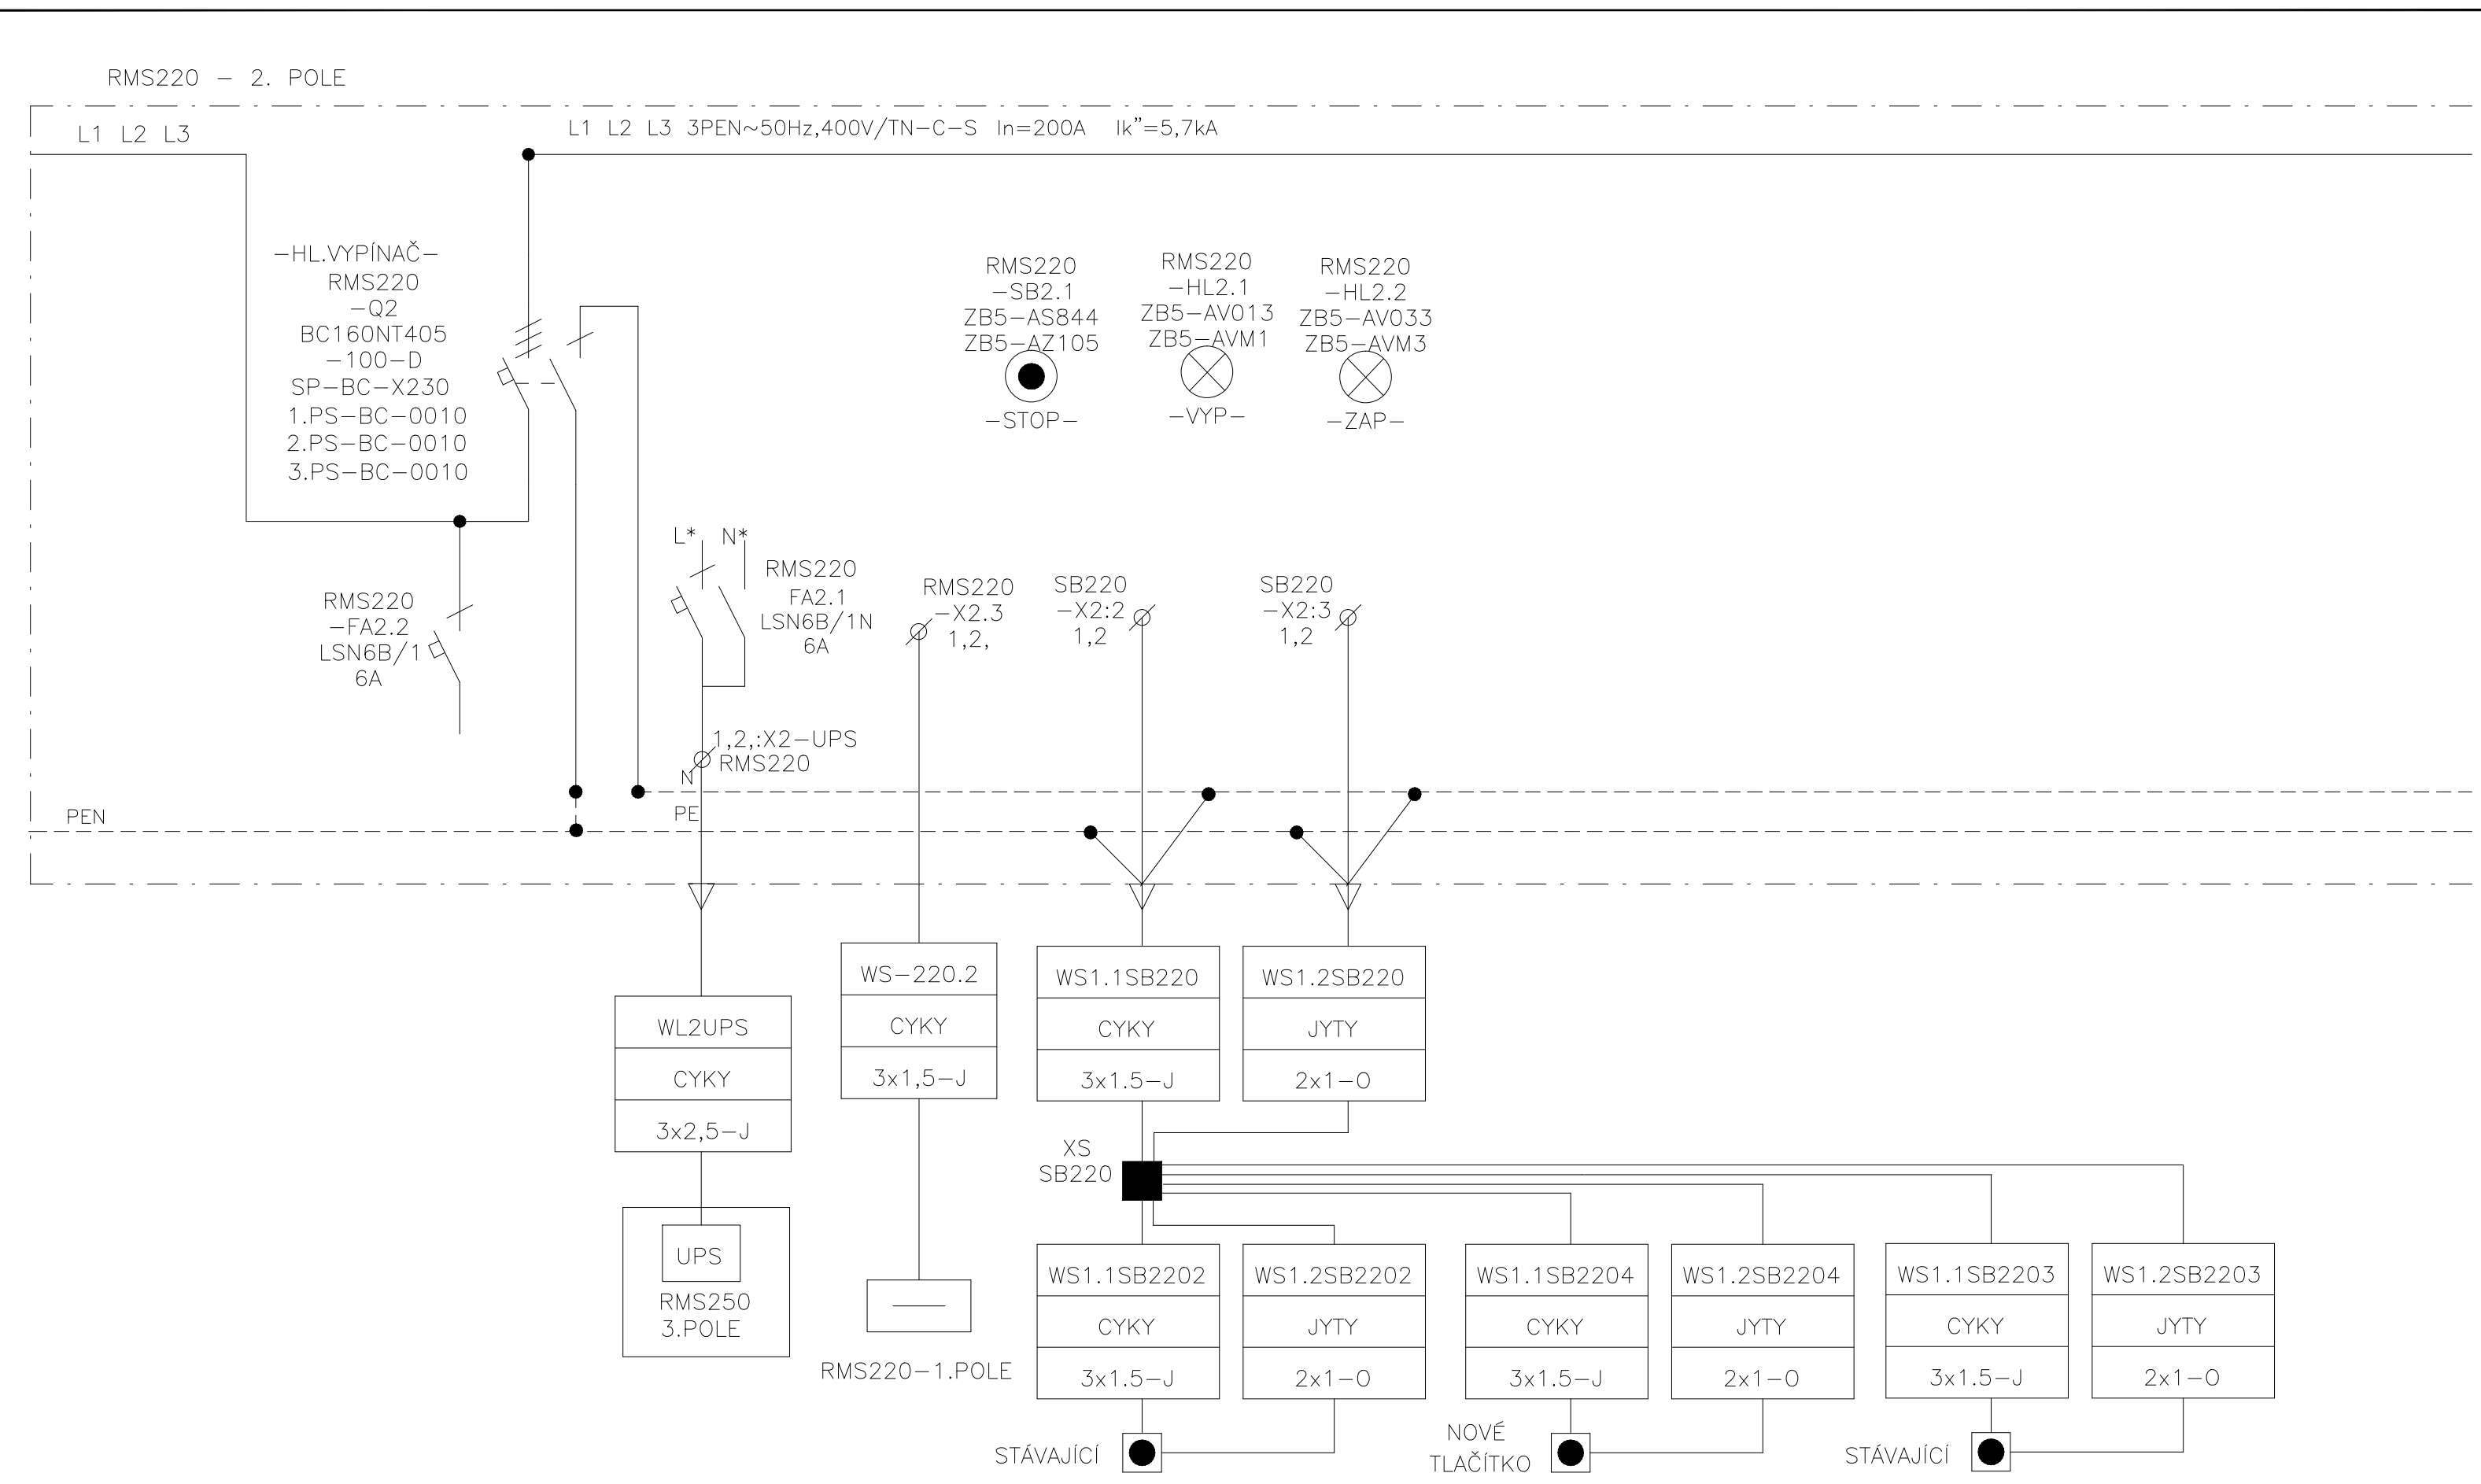 RMS220 - 2. POLE
L1 L2 L3
L1 L2 L3 3PEN~50Hz,400V/TN-C-S In=200A Ik"=5,7kA
-HL.VYPÍNAČ-
RMS220
-Q2
BC160NT405
-100-D
SP-BC-X230
1.PS-BC-0010
2.PS-BC-0010
3.PS-BC-0010
RMS220
-SB2.1
ZB5-AS844
ZB5-AZ105
-STOP-
RMS220
-HL2.1
ZB5-AV013
ZB5-AVM1
-VYP-
RMS220
-HL2.2
ZB5-AV033
ZB5-AVM3
-ZAP-
RMS220
-FA2.2
LSN6B/1
6A
L* N*
RMS220
FA2.1
LSN6B/1N
6A
RMS220
-X2.3
1,2,
SB220
-X2:2
1,2
SB220
-X2:3
1,2
1,2,:X2-UPS
RMS220
N
PE
PEN
WL2UPS
CYKY
3x2,5-J
UPS
RMS250
3.POLE
WS-220.2
CYKY
3x1,5-J
RMS220-1.POLE
WS1.1SB220
CYKY
3x1.5-J
WS1.2SB220
JYTY
2x1-O
XS
SB220
WS1.1SB2202
CYKY
3x1.5-J
WS1.2SB2202
JYTY
2x1-O
STÁVAJÍCÍ
WS1.1SB2204
CYKY
3x1.5-J
WS1.2SB2204
JYTY
2x1-O
NOVÉ
TLAČÍTKO
WS1.1SB2203
CYKY
3x1.5-J
WS1.2SB2203
JYTY
2x1-O
STÁVAJÍCÍ